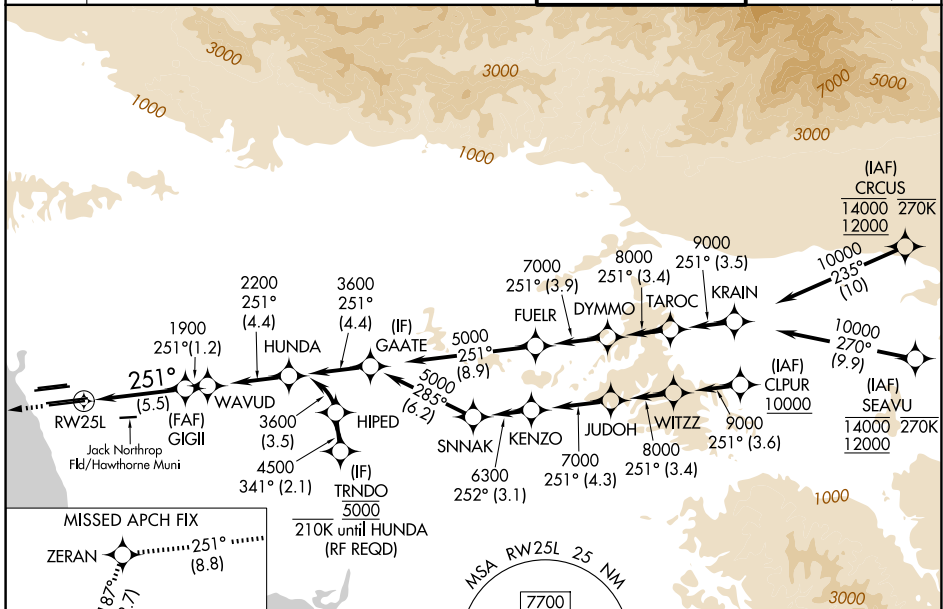 3000
3000
7000
5000
1000
3000
1000
(IAF)
CRCUS
14000 270K
12000
10000
235°
(10)
9000
251° (3.5)
8000
251° (3.4)
7000
251° (3.9)
KRAIN
TAROC
DYMMO
FUELR
2200
251°
(4.4)
3600
251°
(4.4)
(IF)
GAATE
HUNDA
1900
251°(1.2)
5000
251°
(8.9)
10000
270°
(9.9)
(IAF)
SEAVU
14000 270K
12000
(IAF)
CLPUR
10000
251°
(5.5)
RW25L
(FAF)
GIGII
WAVUD
Jack Northrop
Fld/Hawthorne Muni
5000
285°
(6.2)
HIPED
3600
(3.5)
4500
341° (2.1)
(IF)
TRNDO
5000
210K until HUNDA
(RF REQD)
SNNAK
KENZO
JUDOH
WITZZ
9000
251° (3.6)
8000
251° (3.4)
7000
251° (4.3)
6300
252° (3.1)
1000
MISSED APCH FIX
ZERAN
251°
(8.8)
187°
MSA RW25L 25 NM
7700
3000